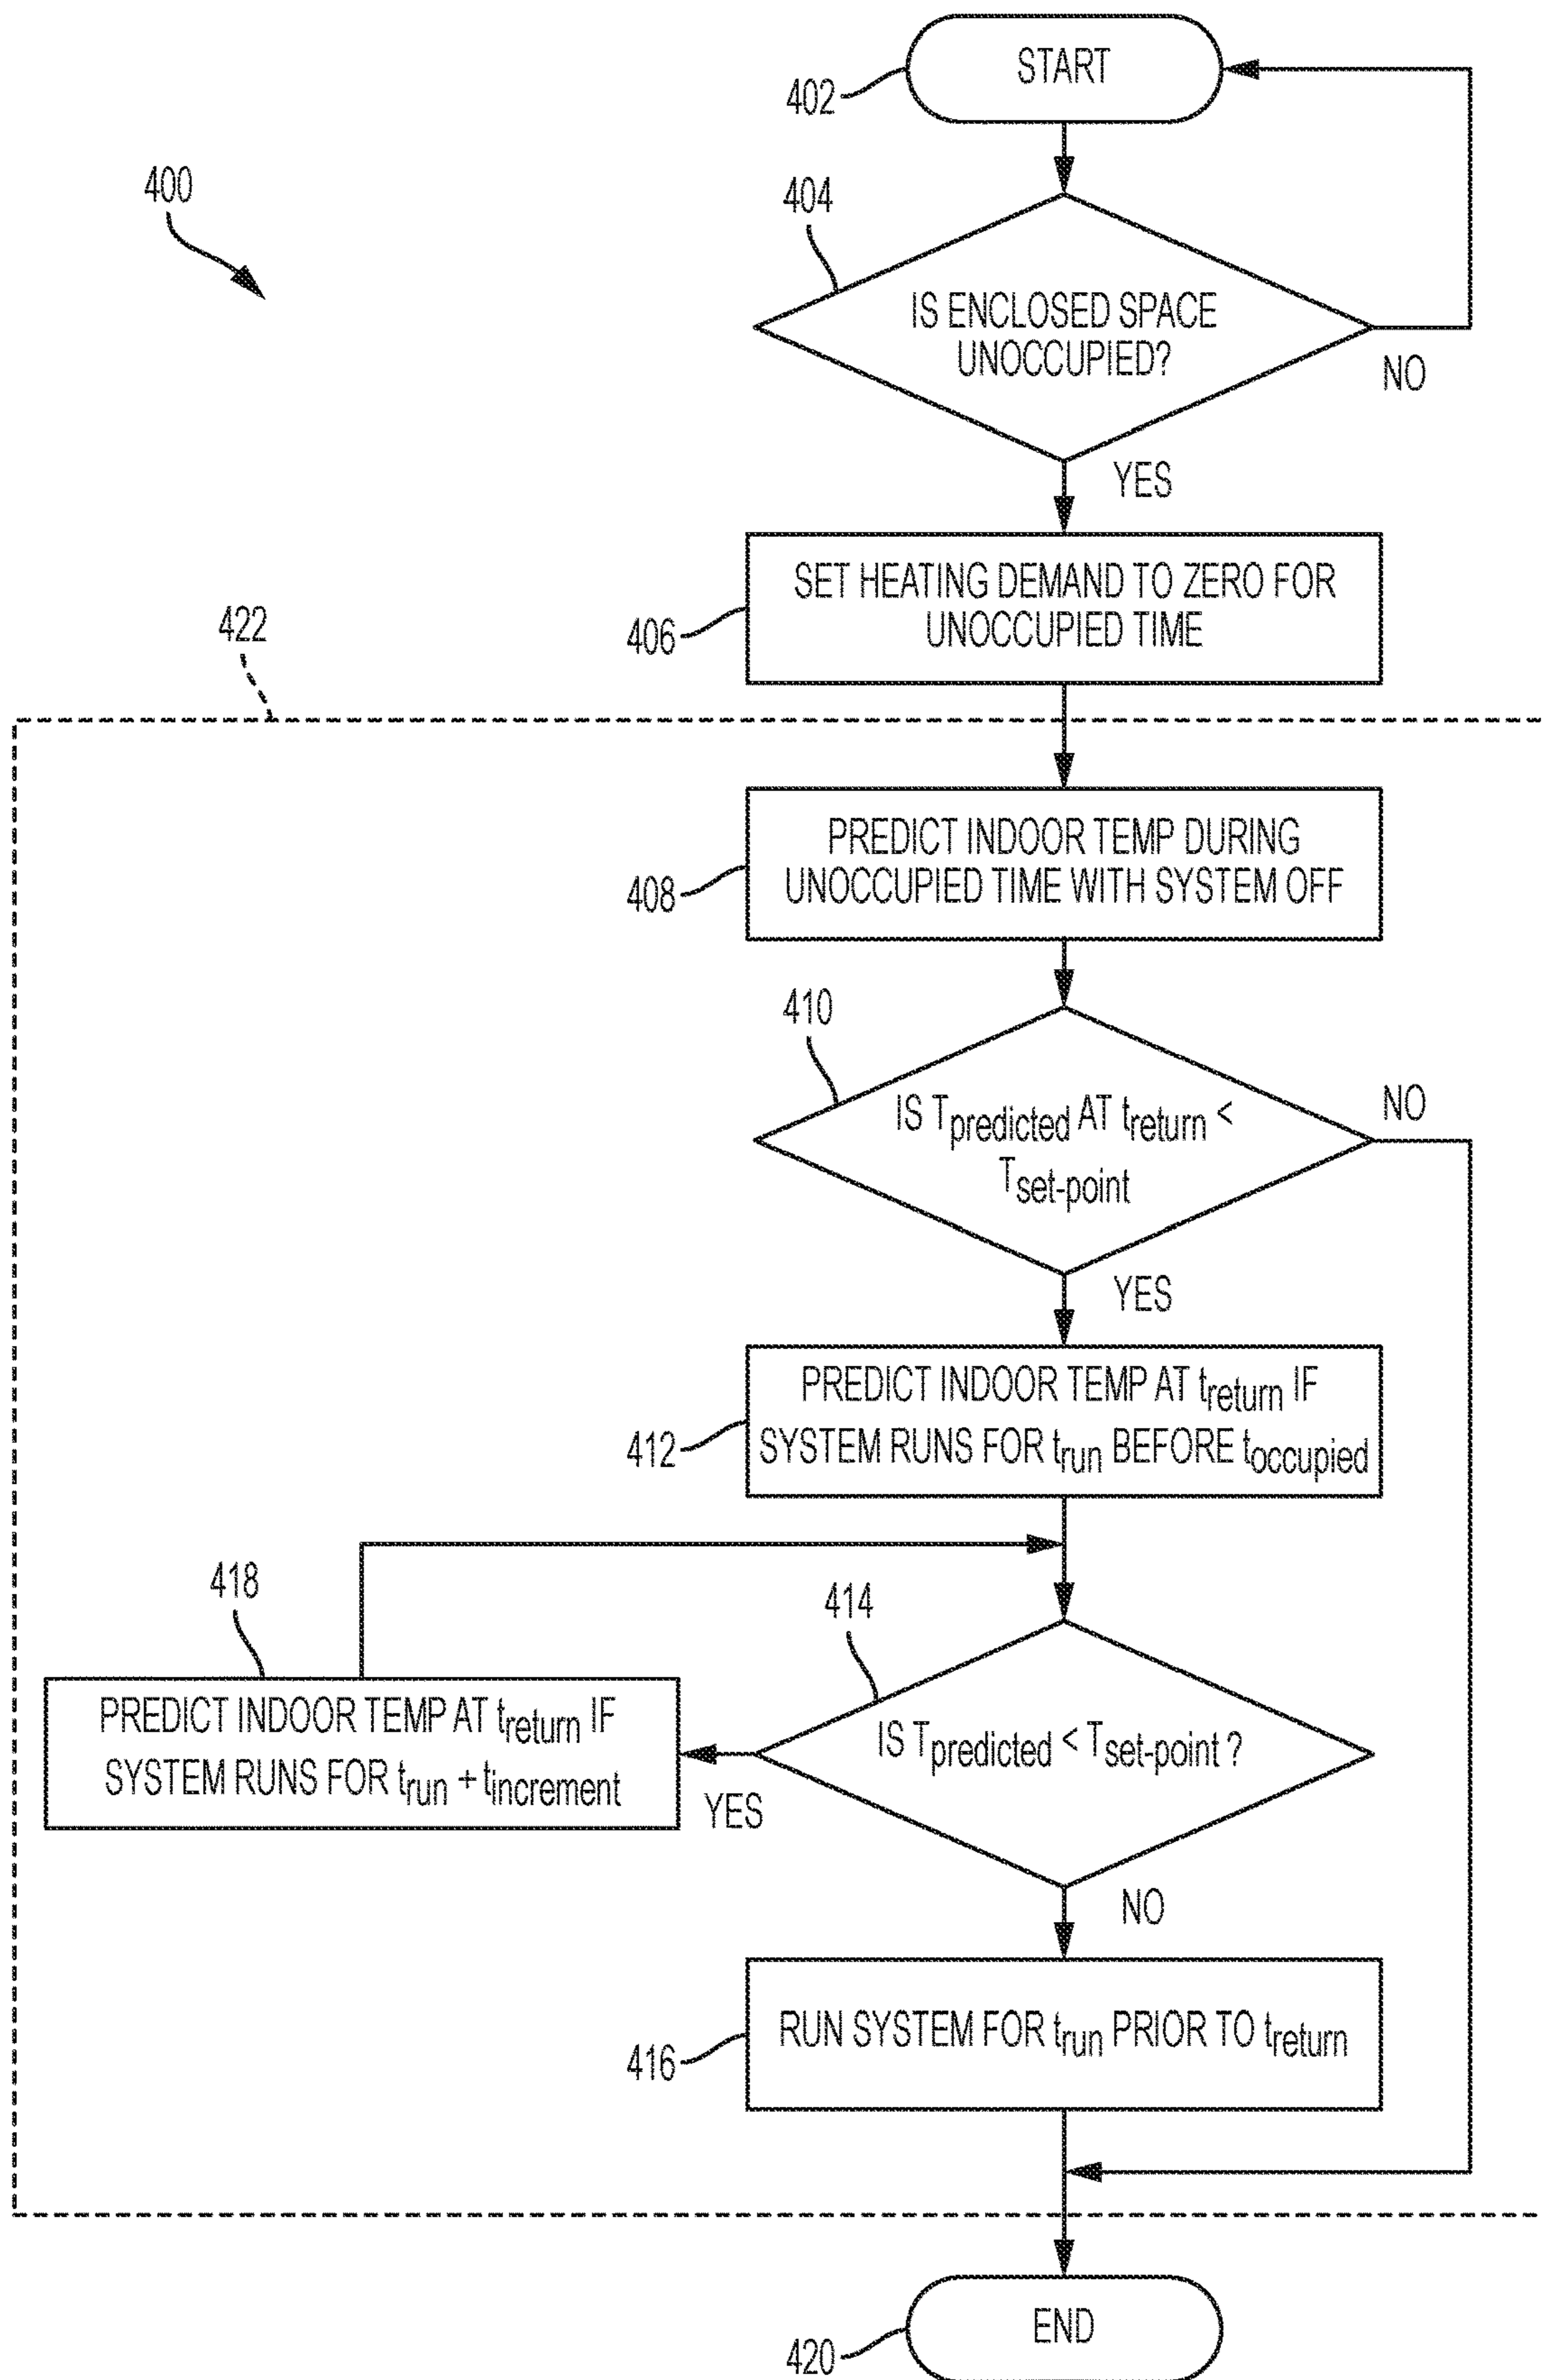 START
402
400
404
IS ENCLOSED SPACE
UNOCCUPIED?
NO
YES
SET HEATING DEMAND TO ZERO FOR
UNOCCUPIED TIME
406
422
PREDICT INDOOR TEMP DURING
UNOCCUPIED TIME WITH SYSTEM OFF
408
410
IS Tpredicted AT treturn <
Tset-point
NO
YES
PREDICT INDOOR TEMP AT treturn IF
SYSTEM RUNS FOR trun BEFORE toccupied
412
418
414
PREDICT INDOOR TEMP AT treturn IF
SYSTEM RUNS FOR trun + tincrement
IS Tpredicted < Tset-point ?
YES
NO
RUN SYSTEM FOR trun PRIOR TO treturn
416
END
420